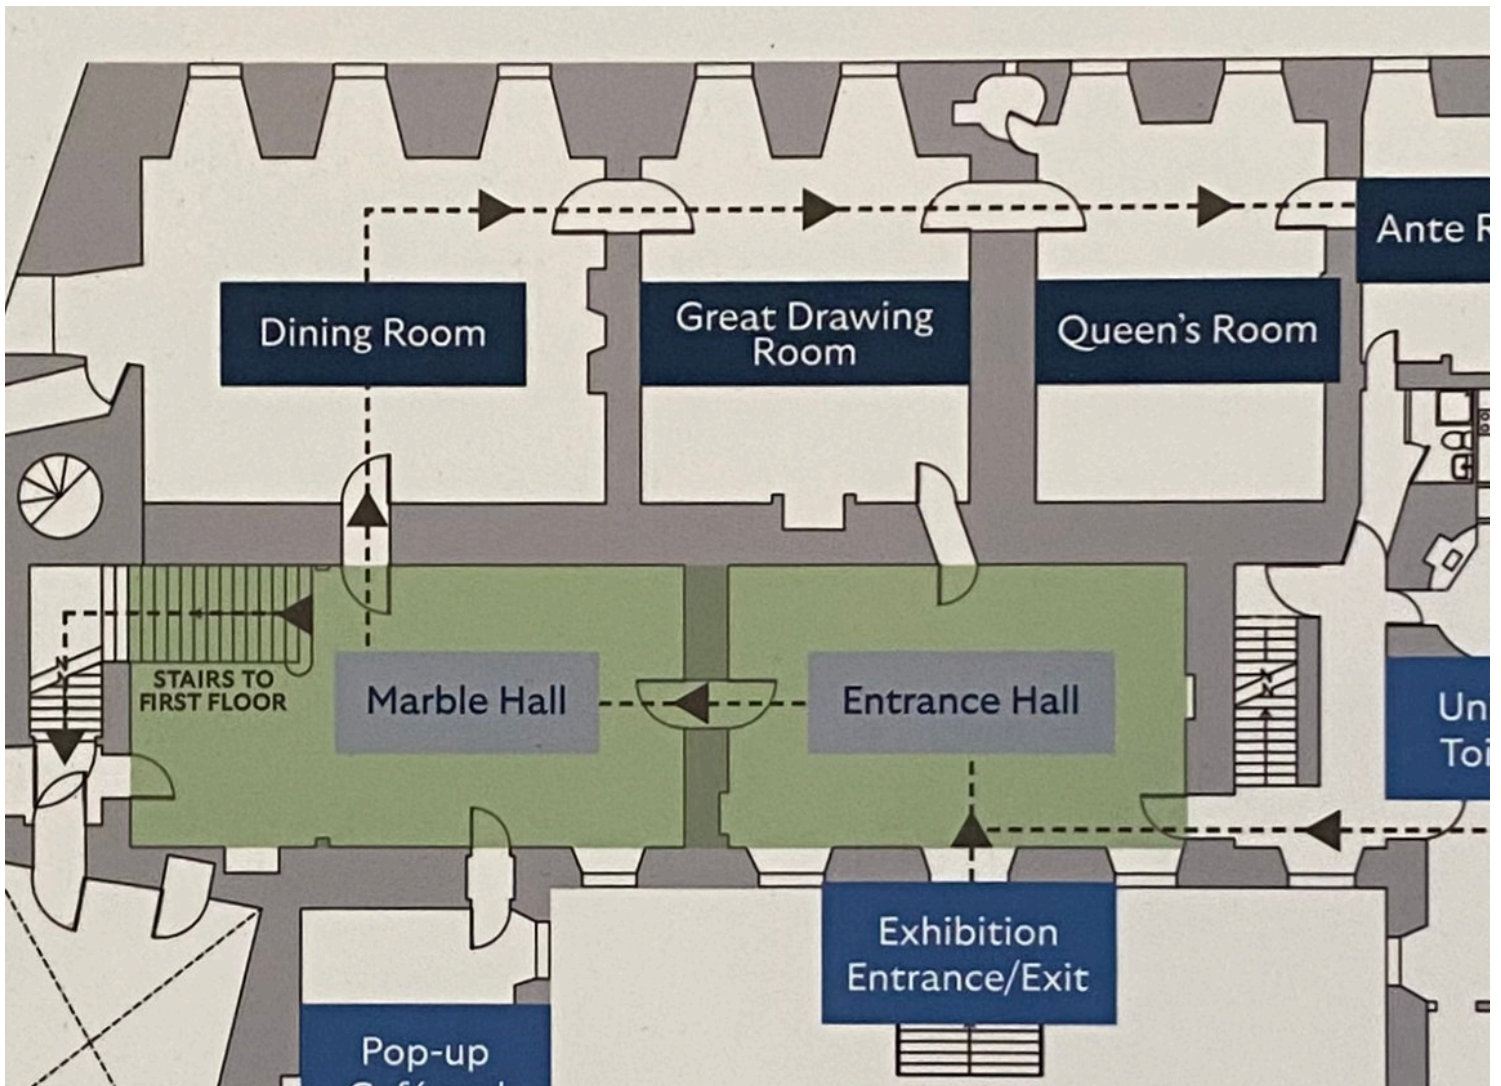 Dining Room
Great Drawing
Room
Queen's Room
Ante
STAIRS TO
FIRST FLOOR
Marble Hall
Entrance Hall
Exhibition
Entrance/Exit
Pop-up